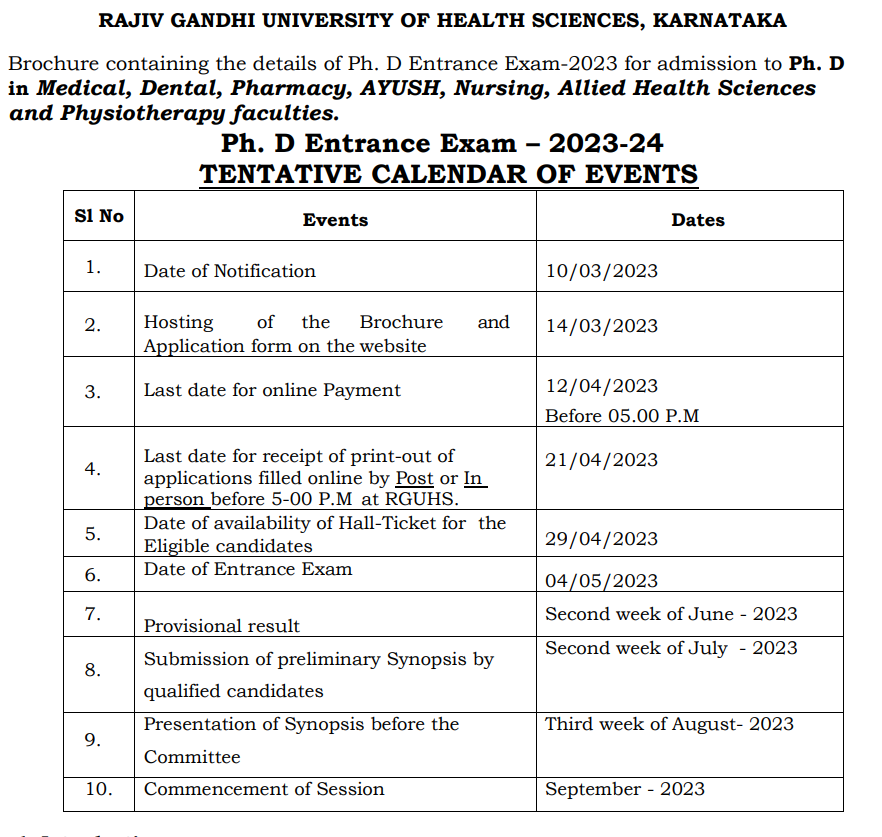 RAJIV GANDHI UNIVERSITY OF HEALTH SCIENCES, KARNATAKA
Brochure containing the details of Ph. D Entrance Exam-2023 for admission to Ph. D
in Medical, Dental, Pharmacy, AYUSH, Nursing, Allied Health Sciences
and Physiotherapy faculties.
Ph. D Entrance Exam – 2023-24
TENTATIVE CALENDAR OF EVENTS
Sl No Events Dates
1. Date of Notification 10/03/2023
2. Hosting of the Brochure and
Application form on the website
14/03/2023
3. Last date for online Payment 12/04/2023
Before 05.00 P.M
4. Last date for receipt of print-out of
applications filled online by Post or In
person before 5-00 P.M at RGUHS.
21/04/2023
5. Date of availability of Hall-Ticket for the
Eligible candidates
29/04/2023
6. Date of Entrance Exam 04/05/2023
7. Provisional result Second week of June - 2023
8. Submission of preliminary Synopsis by
qualified candidates
Second week of July - 2023
9. Presentation of Synopsis before the
Committee
Third week of August- 2023
10. Commencement of Session September - 2023